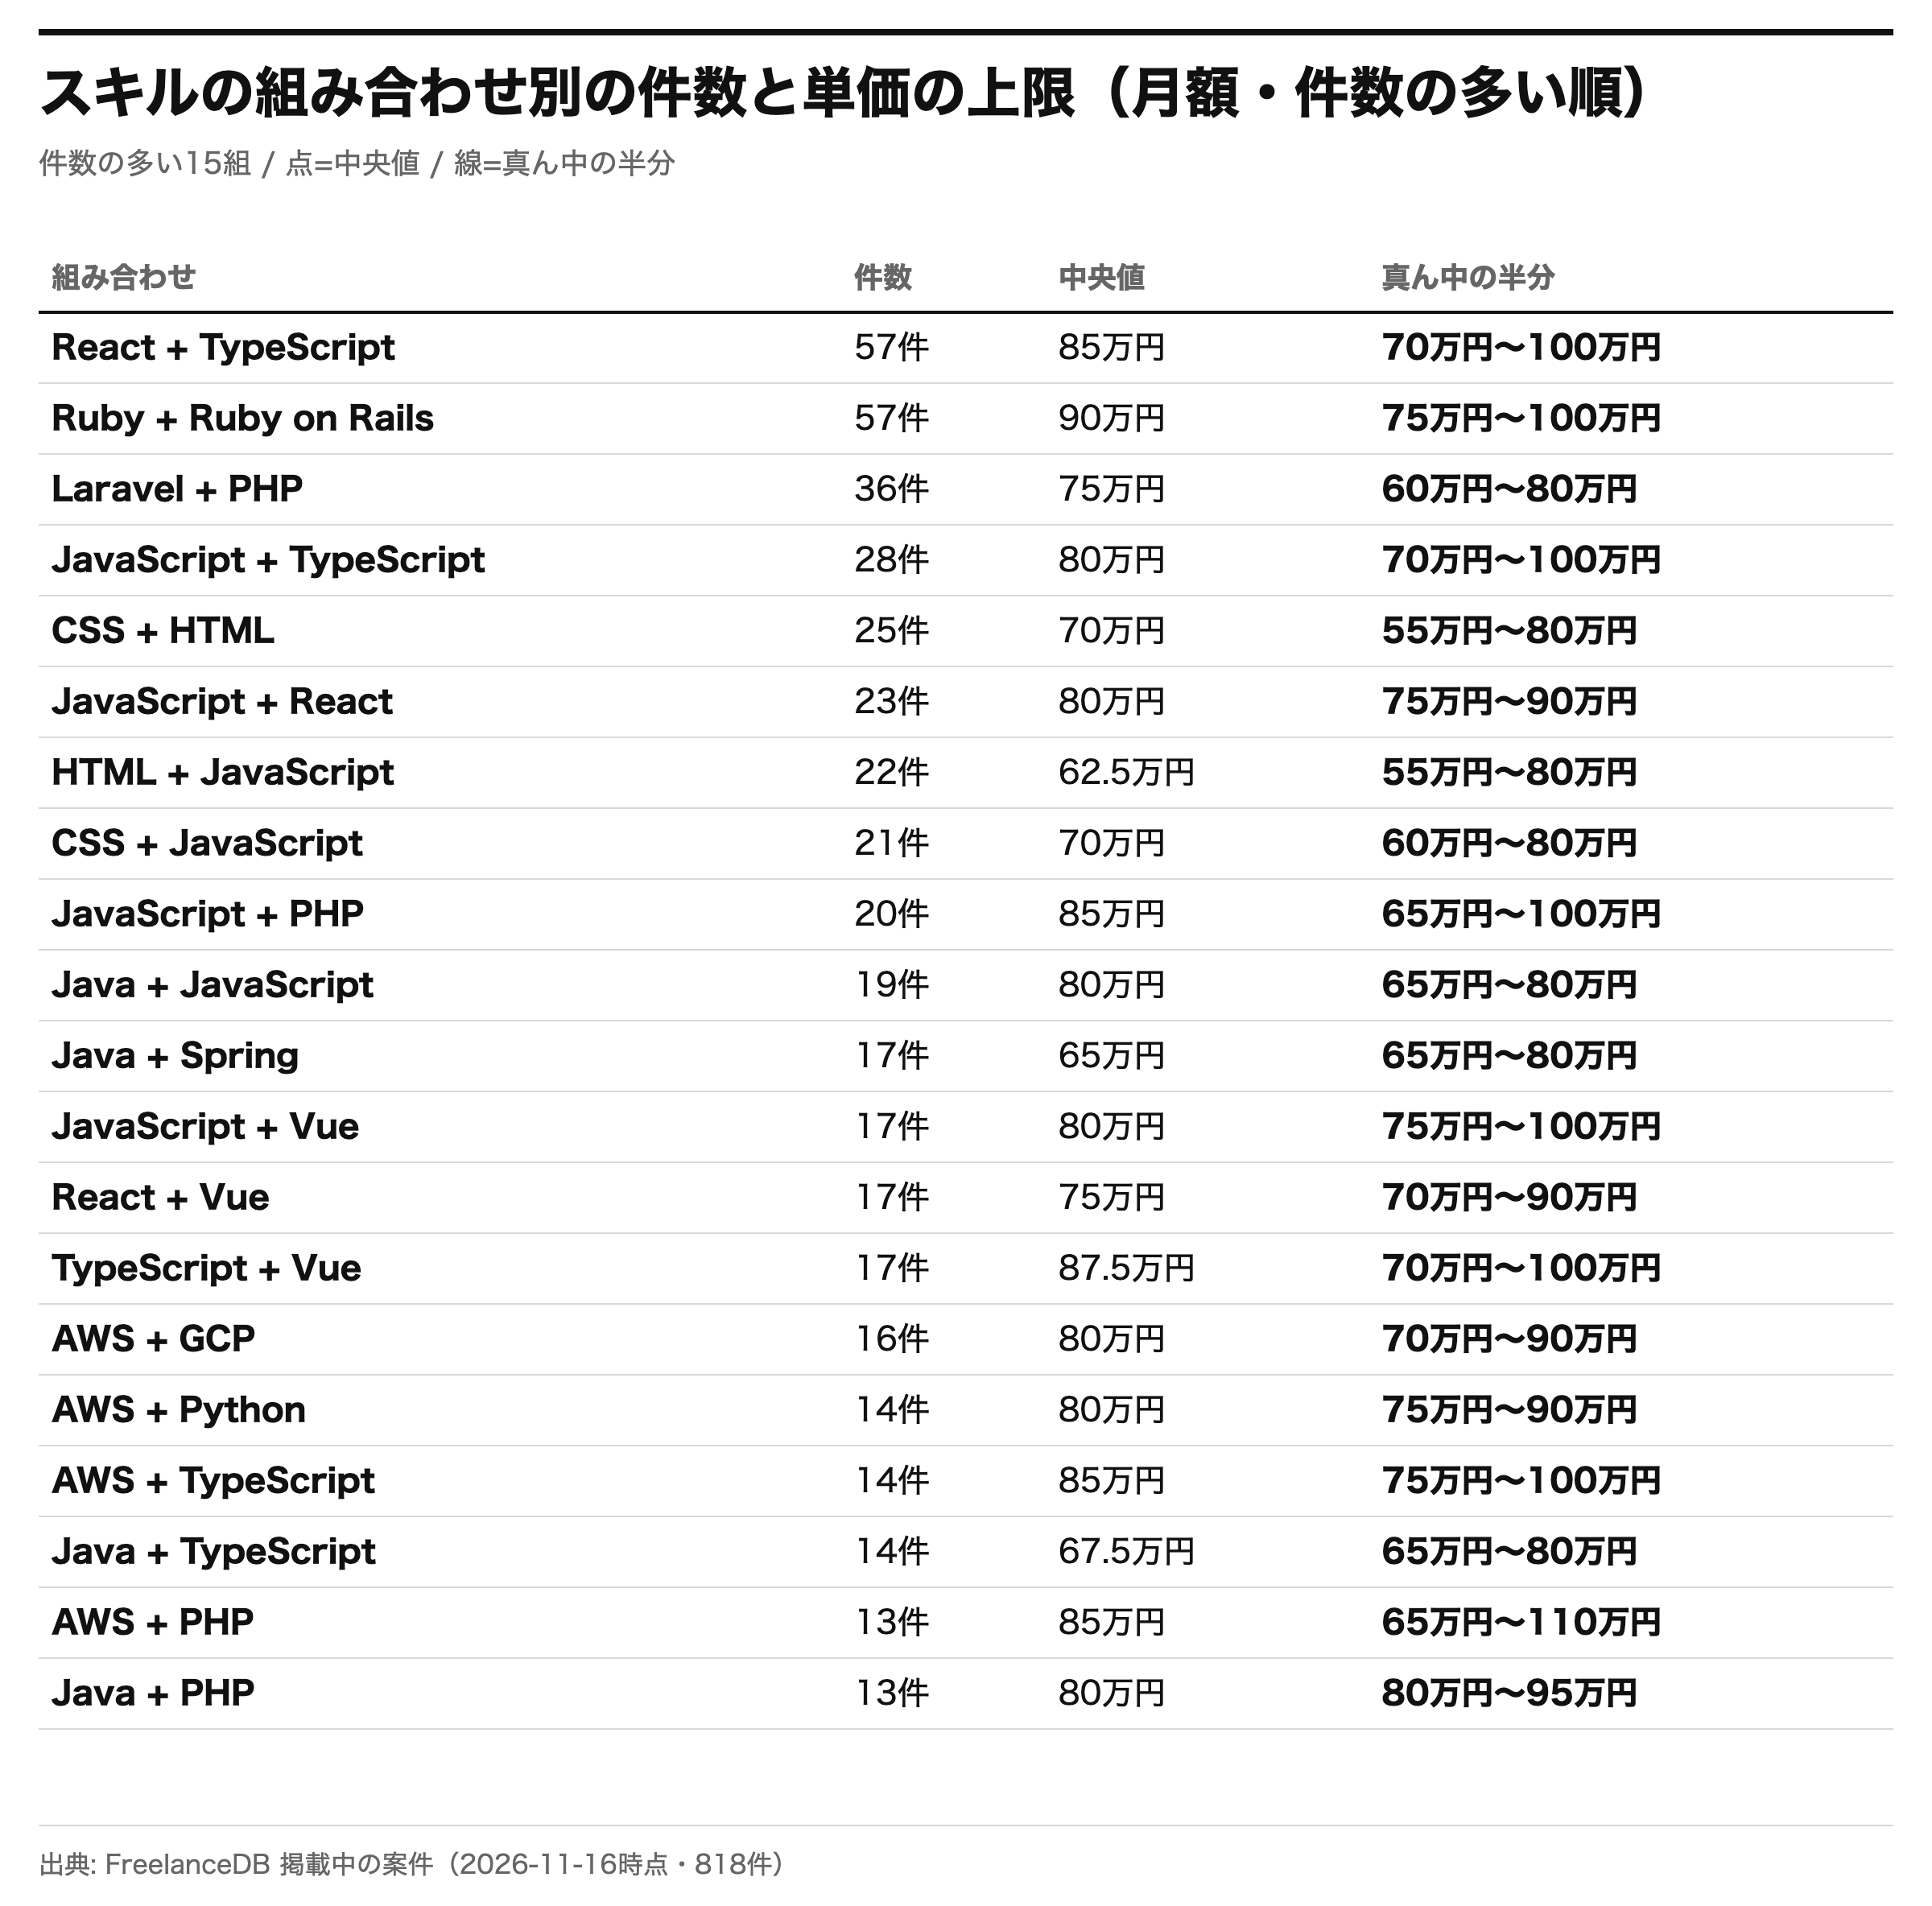 スキルの組み合わせ別の件数と単価の上限（月額・件数の多い順）
件数の多い15組 / 点=中央値 / 線=真ん中の半分
組み合わせ 件数 中央値 真ん中の半分
React + TypeScript 57件 85万円 70万円〜100万円
Ruby + Ruby on Rails 57件 90万円 75万円〜100万円
Laravel + PHP 36件 75万円 60万円〜80万円
JavaScript + TypeScript 28件 80万円 70万円〜100万円
CSS + HTML 25件 70万円 55万円〜80万円
JavaScript + React 23件 80万円 75万円〜90万円
HTML + JavaScript 22件 62.5万円 55万円〜80万円
CSS + JavaScript 21件 70万円 60万円〜80万円
JavaScript + PHP 20件 85万円 65万円〜100万円
Java + JavaScript 19件 80万円 65万円〜80万円
Java + Spring 17件 65万円 65万円〜80万円
JavaScript + Vue 17件 80万円 75万円〜100万円
React + Vue 17件 75万円 70万円〜90万円
TypeScript + Vue 17件 87.5万円 70万円〜100万円
AWS + GCP 16件 80万円 70万円〜90万円
AWS + Python 14件 80万円 75万円〜90万円
AWS + TypeScript 14件 85万円 75万円〜100万円
Java + TypeScript 14件 67.5万円 65万円〜80万円
AWS + PHP 13件 85万円 65万円〜110万円
Java + PHP 13件 80万円 80万円〜95万円
出典: FreelanceDB 掲載中の案件（2026-11-16時点・818件）